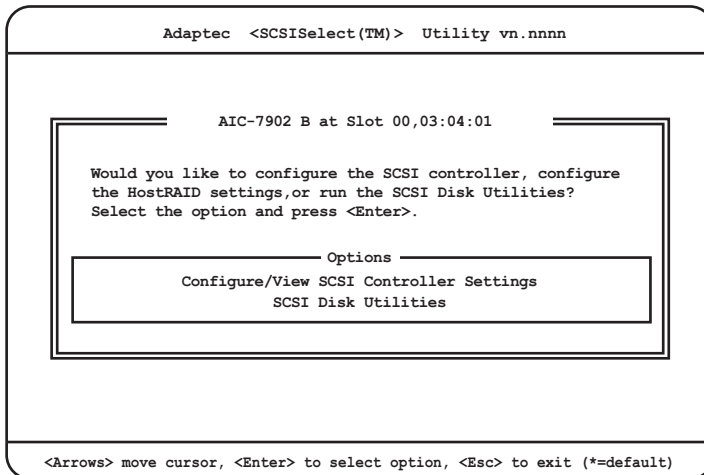 Adaptec <SCSISelect(TM)> Utility vn.nnnn
AIC-7902 B at Slot 00,03:04:01
Would you like to configure the SCSI controller, configure
the HostRAID settings,or run the SCSI Disk Utilities?
Select the option and press <Enter>.
Options
Configure/View SCSI Controller Settings
SCSI Disk Utilities
<Arrows> move cursor, <Enter> to select option, <Esc> to exit (*=default)